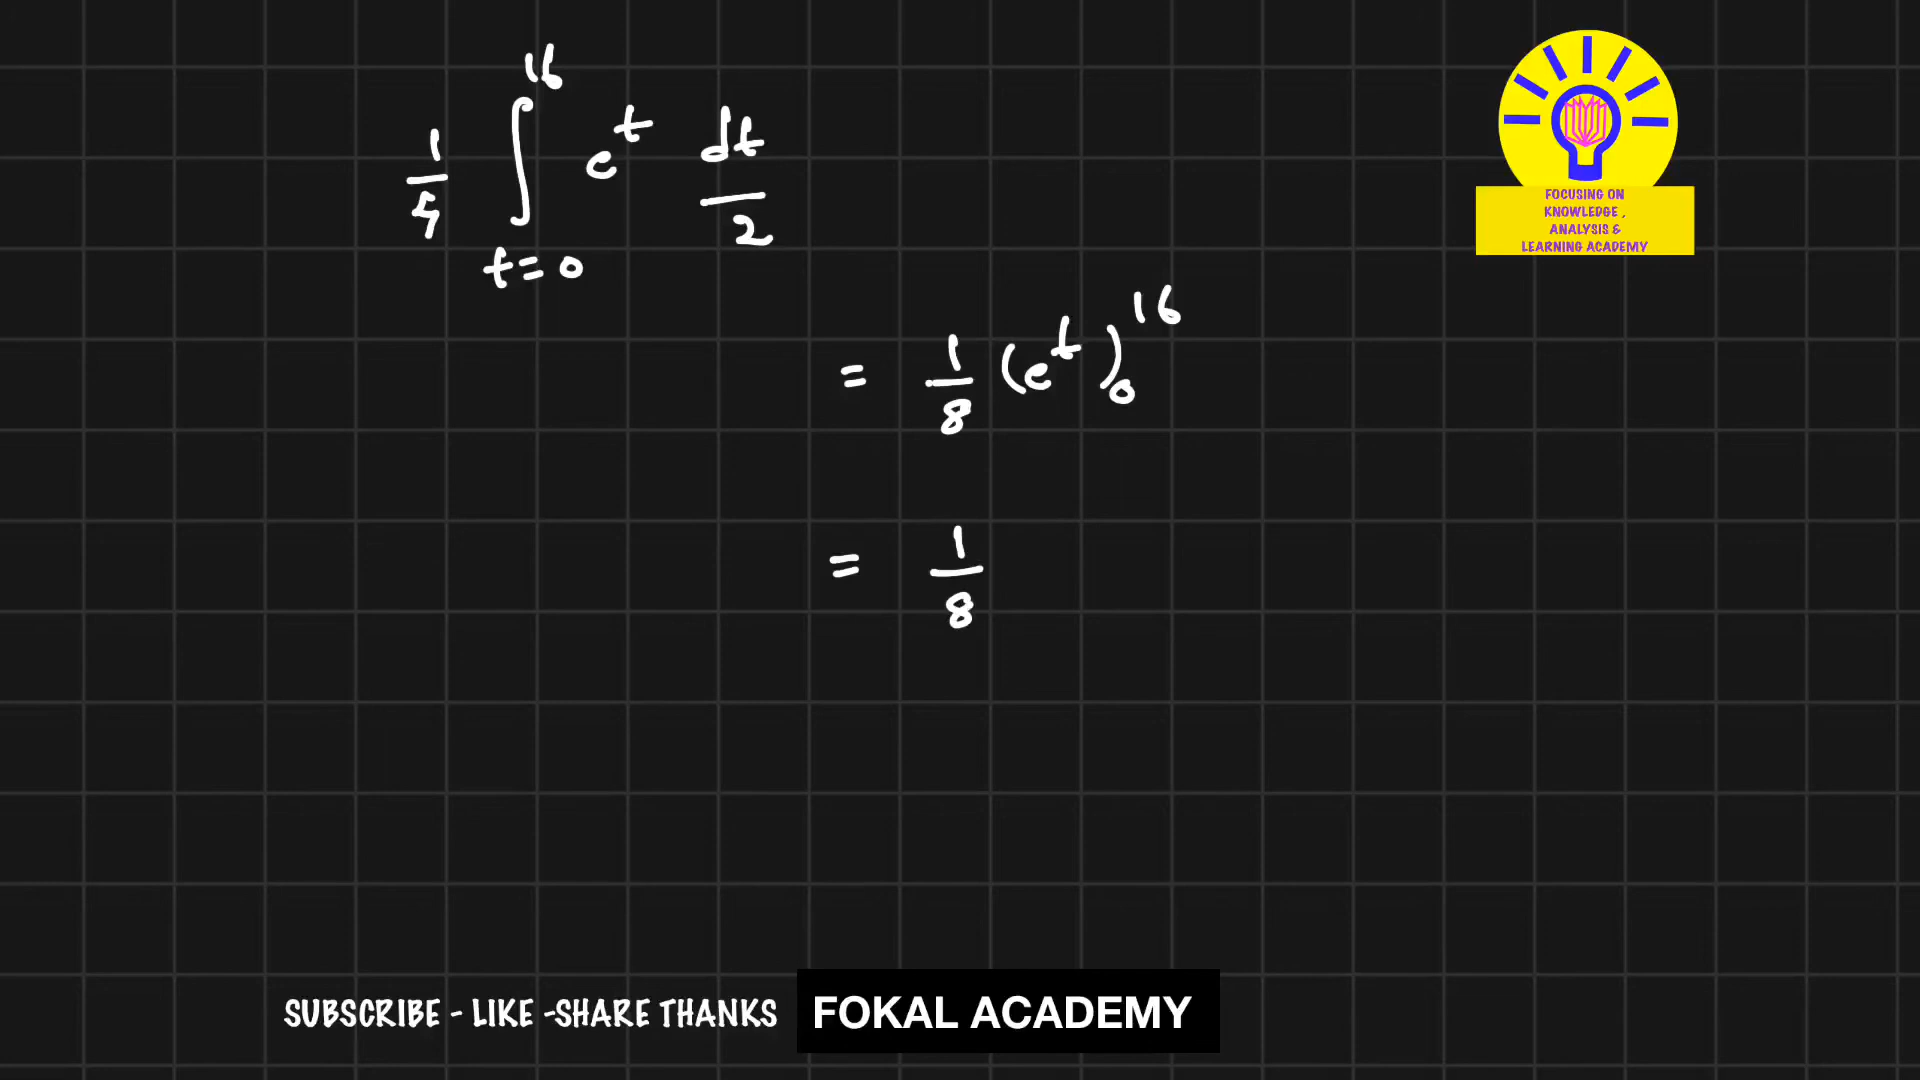 1/4 ∫_{t=0}^{16} e^t dt/2
= 1/8 (e^t)_0^{16}
= 1/8
FOCUSING ON
KNOWLEDGE ,
ANALYSIS &
LEARNING ACADEMY
SUBSCRIBE - LIKE -SHARE THANKS FOKAL ACADEMY